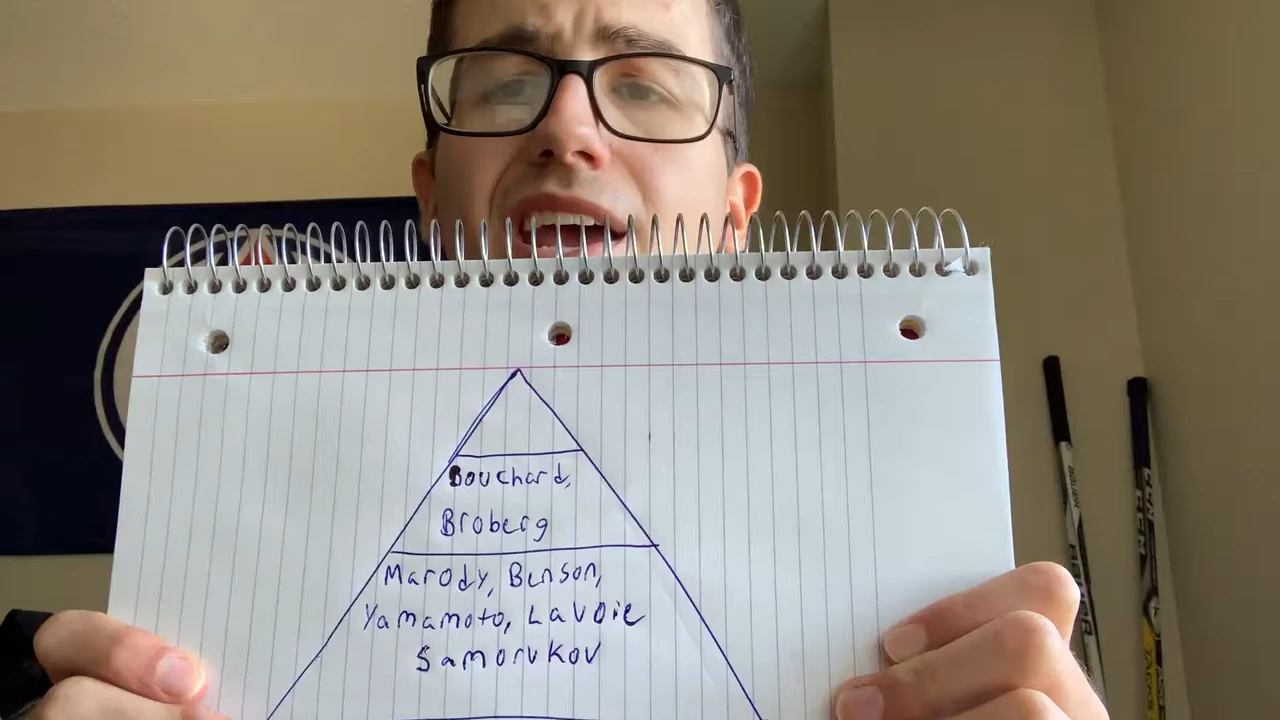 Bouchard,
Broberg
Marody, Benson,
Yamamoto, Lavoie
Samorukov